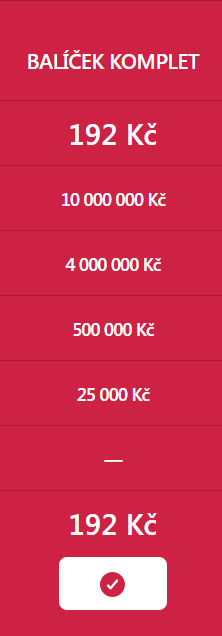 BALÍČEK KOMPLET
192 Kč
10 000 000 Kč
4 000 000 Kč
500 000 Kč
25 000 Kč
—
192 Kč